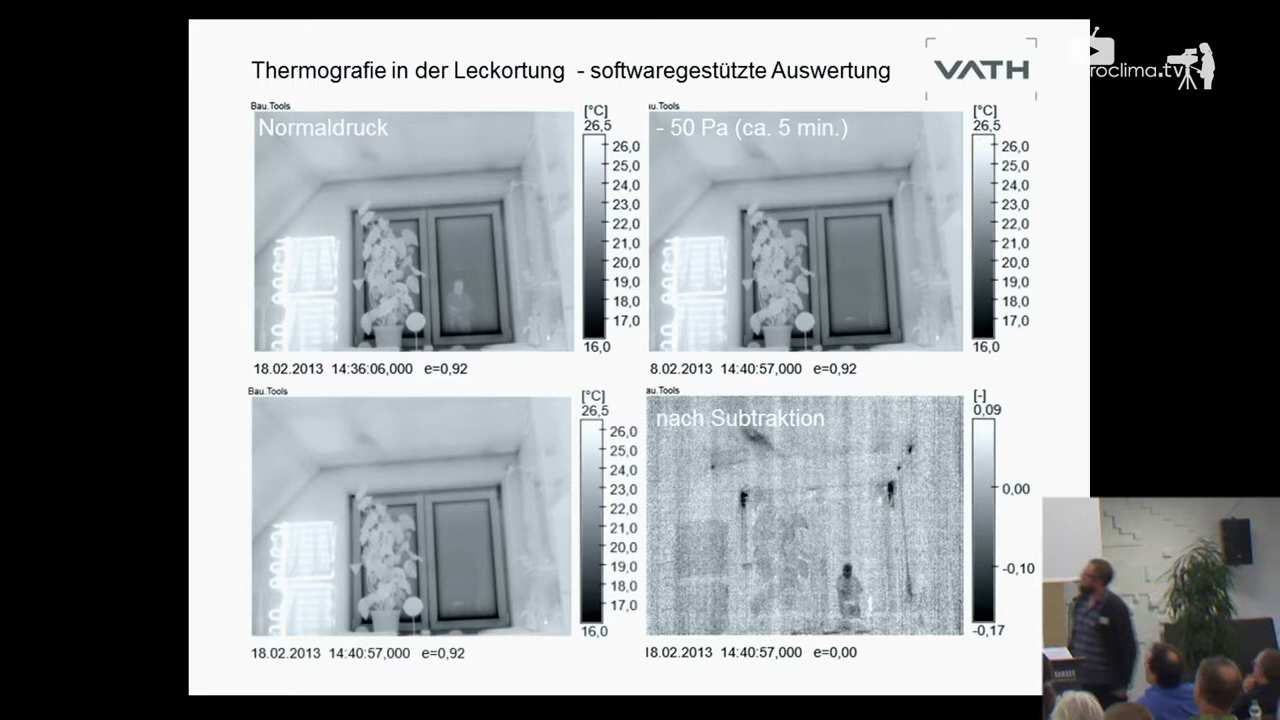 Thermografie in der Leckortung - softwaregestützte Auswertung
VATH
roclima.tv
Bau.Tools
Normaldruck
[°C]
26,5
26,0
25,0
24,0
23,0
22,0
21,0
20,0
19,0
18,0
17,0
16,0
18.02.2013 14:36:06,000 e=0,92
au.Tools
- 50 Pa (ca. 5 min.)
[°C]
26,5
26,0
25,0
24,0
23,0
22,0
21,0
20,0
19,0
18,0
17,0
16,0
8.02.2013 14:40:57,000 e=0,92
Bau.Tools
[°C]
26,5
26,0
25,0
24,0
23,0
22,0
21,0
20,0
19,0
18,0
17,0
16,0
18.02.2013 14:40:57,000 e=0,92
au.Tools
nach Subtraktion
[-]
0,09
0,00
-0,10
-0,17
18.02.2013 14:40:57,000 e=0,00